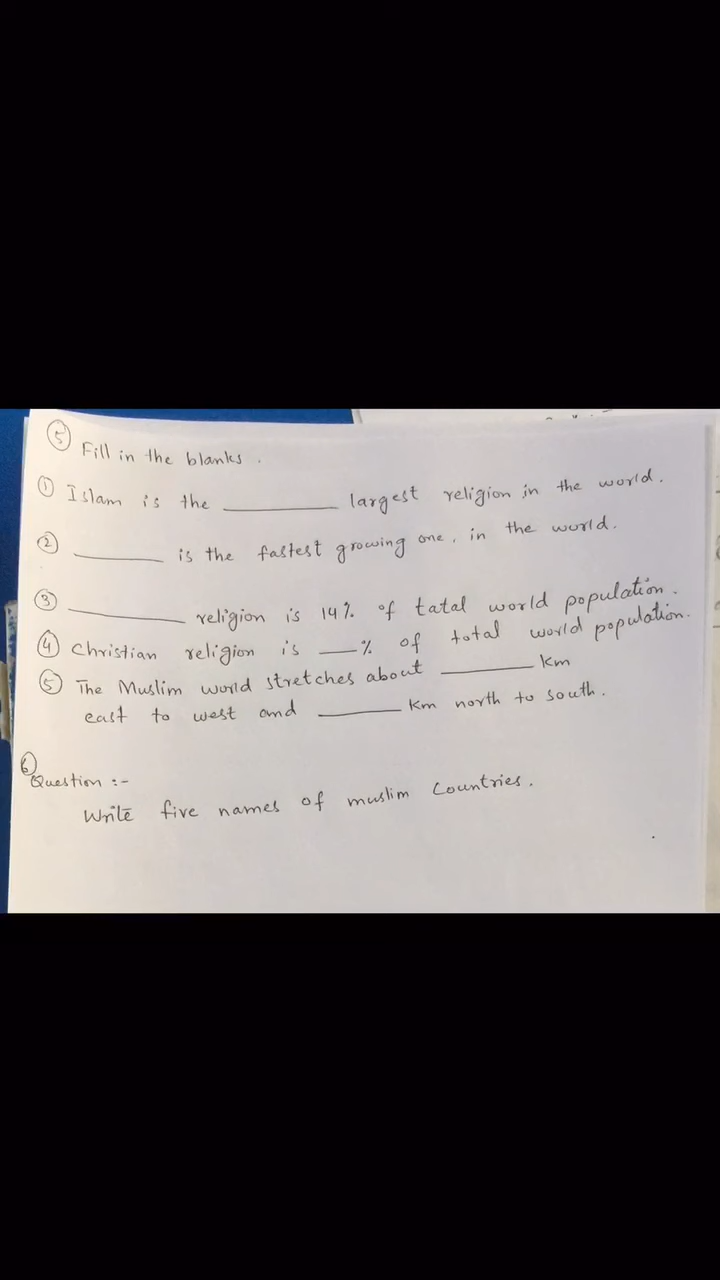 ⑤ Fill in the blanks.
① Islam is the ________ largest religion in the world.
② ________ is the fastest growing one, in the world.
③ ________ religion is 14% of tatal world population.
④ Christian religion is ___% of total world population.
⑤ The Muslim world stretches about ________ km
east to west and ________ km north to south.
⑥ Question :-
Write five names of muslim Countries.